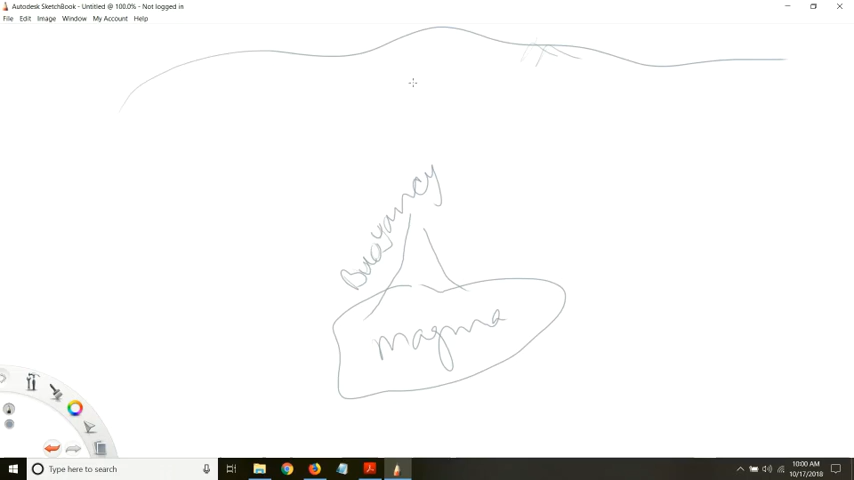 Autodesk SketchBook - Untitled @ 100.0% - Not logged in
File Edit Image Window My Account Help
Buoyancy
Magma
Type here to search
10:00 AM
10/17/2018